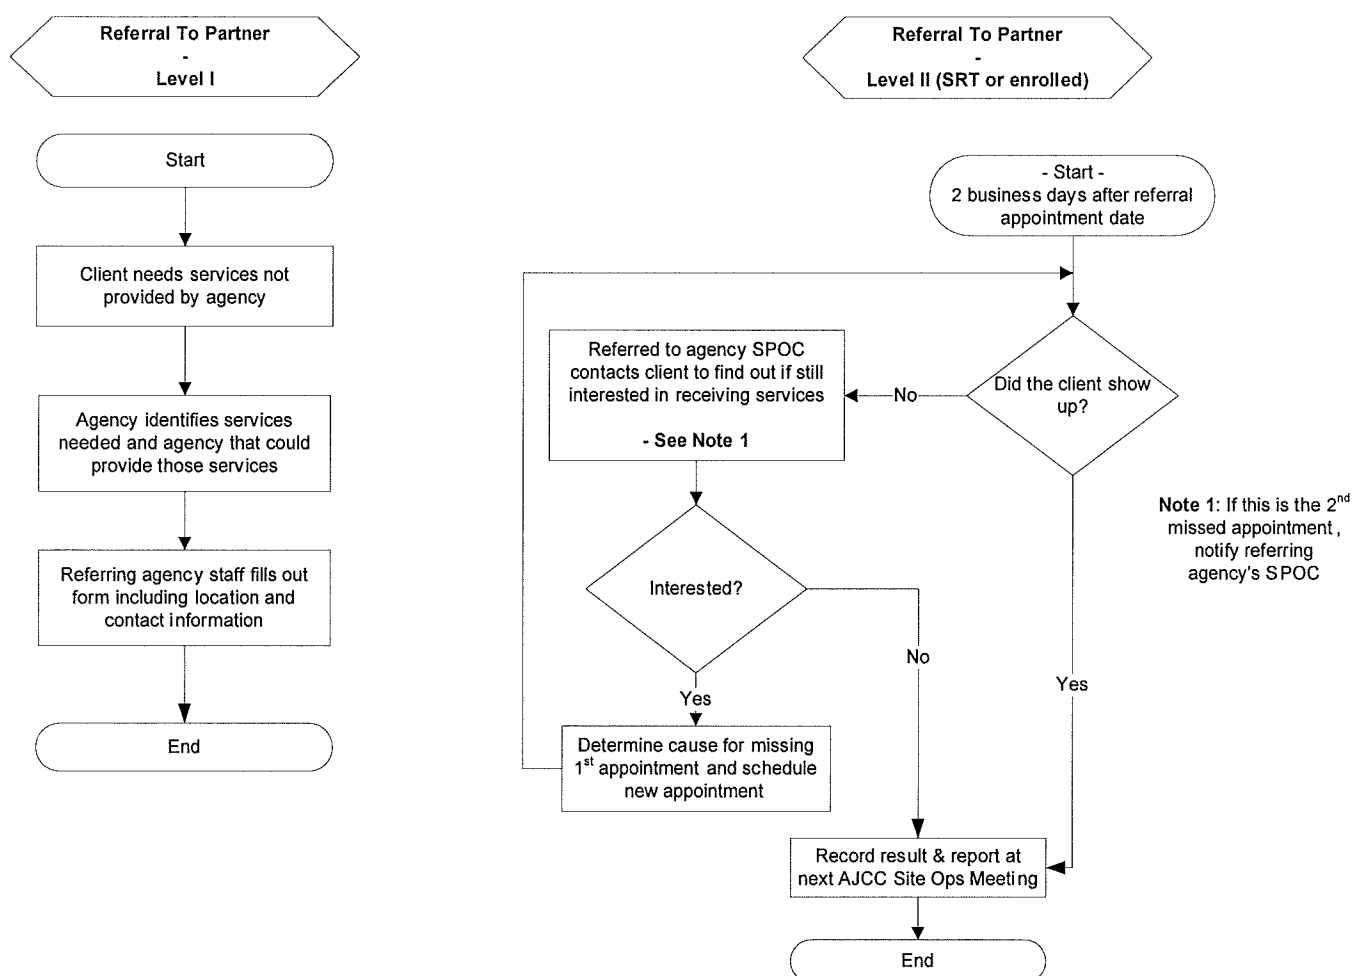 Referral To Partner
-
Level I
Start
Client needs services not
provided by agency
Agency identifies services
needed and agency that could
provide those services
Referring agency staff fills out
form including location and
contact information
End
Referral To Partner
-
Level II (SRT or enrolled)
- Start -
2 business days after referral
appointment date
Did the client show
up?
No
Referred to agency SPOC
contacts client to find out if still
interested in receiving services
- See Note 1
Interested?
Yes
No
Determine cause for missing
1st appointment and schedule
new appointment
Yes
Note 1: If this is the 2nd
missed appointment ,
notify referring
agency's SPOC
Record result & report at
next AJCC Site Ops Meeting
End